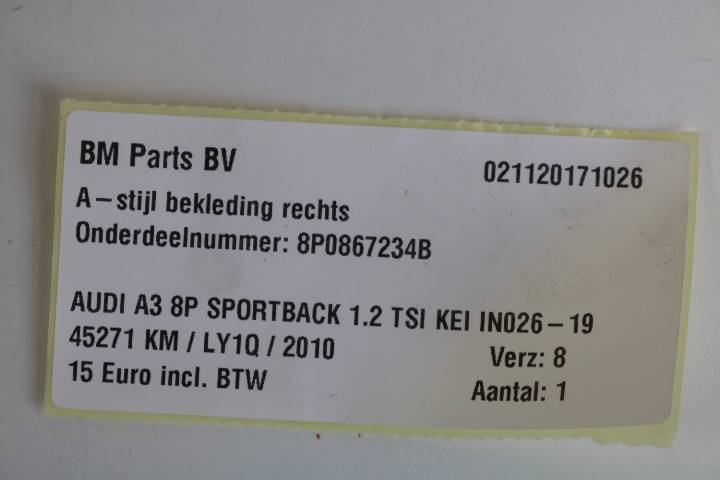 BM Parts BV
021120171026
A-stijl bekleding rechts
Onderdeelnummer: 8P0867234B
AUDI A3 8P SPORTBACK 1.2 TSI KEI IN026-19
45271 KM / LY1Q / 2010
Verz: 8
15 Euro incl. BTW
Aantal: 1